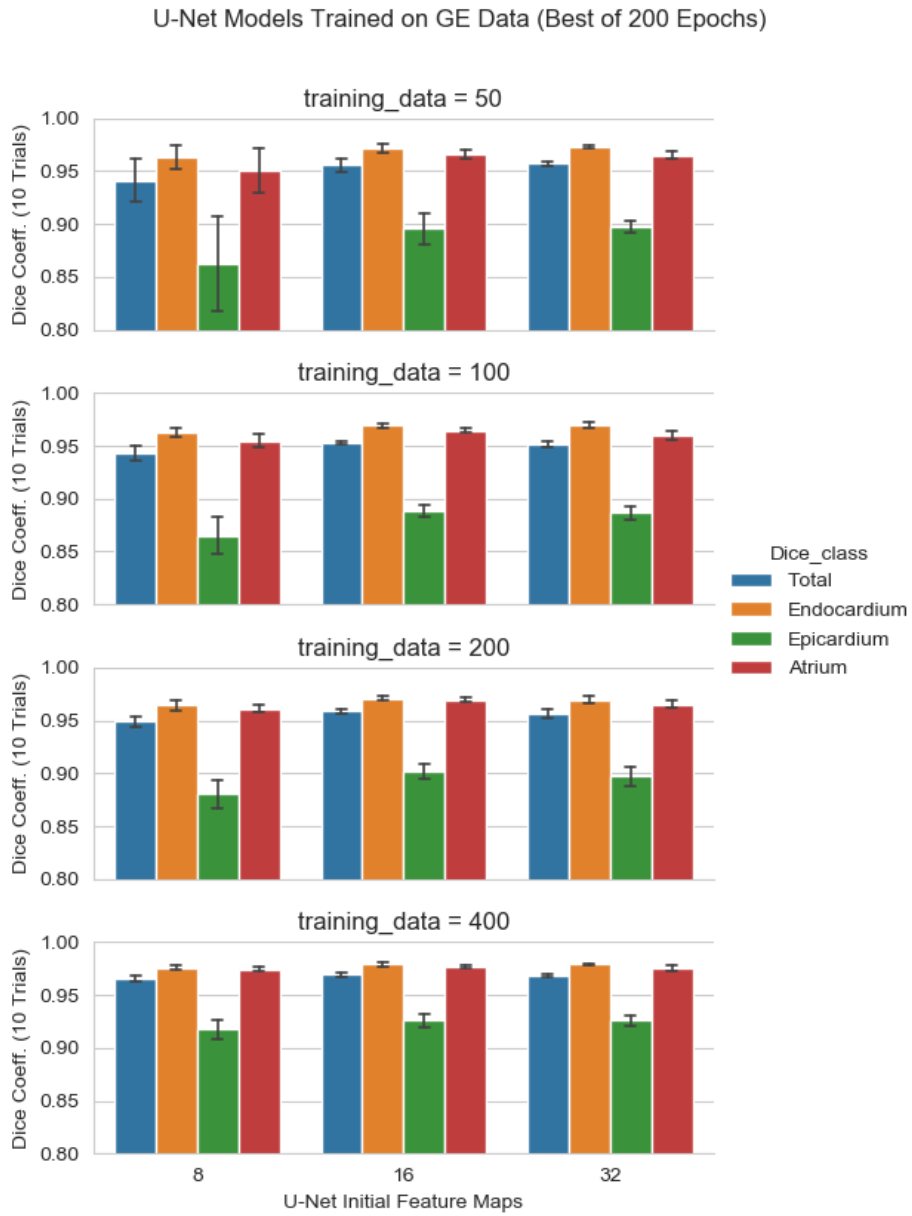 U-Net Models Trained on GE Data (Best of 200 Epochs)
training_data = 50
Dice Coeff. (10 Trials)
1.00
0.95
0.90
0.85
0.80
training_data = 100
Dice Coeff. (10 Trials)
1.00
0.95
0.90
0.85
0.80
Dice_class
Total
Endocardium
Epicardium
Atrium
training_data = 200
Dice Coeff. (10 Trials)
1.00
0.95
0.90
0.85
0.80
training_data = 400
Dice Coeff. (10 Trials)
1.00
0.95
0.90
0.85
0.80
8 16 32
U-Net Initial Feature Maps